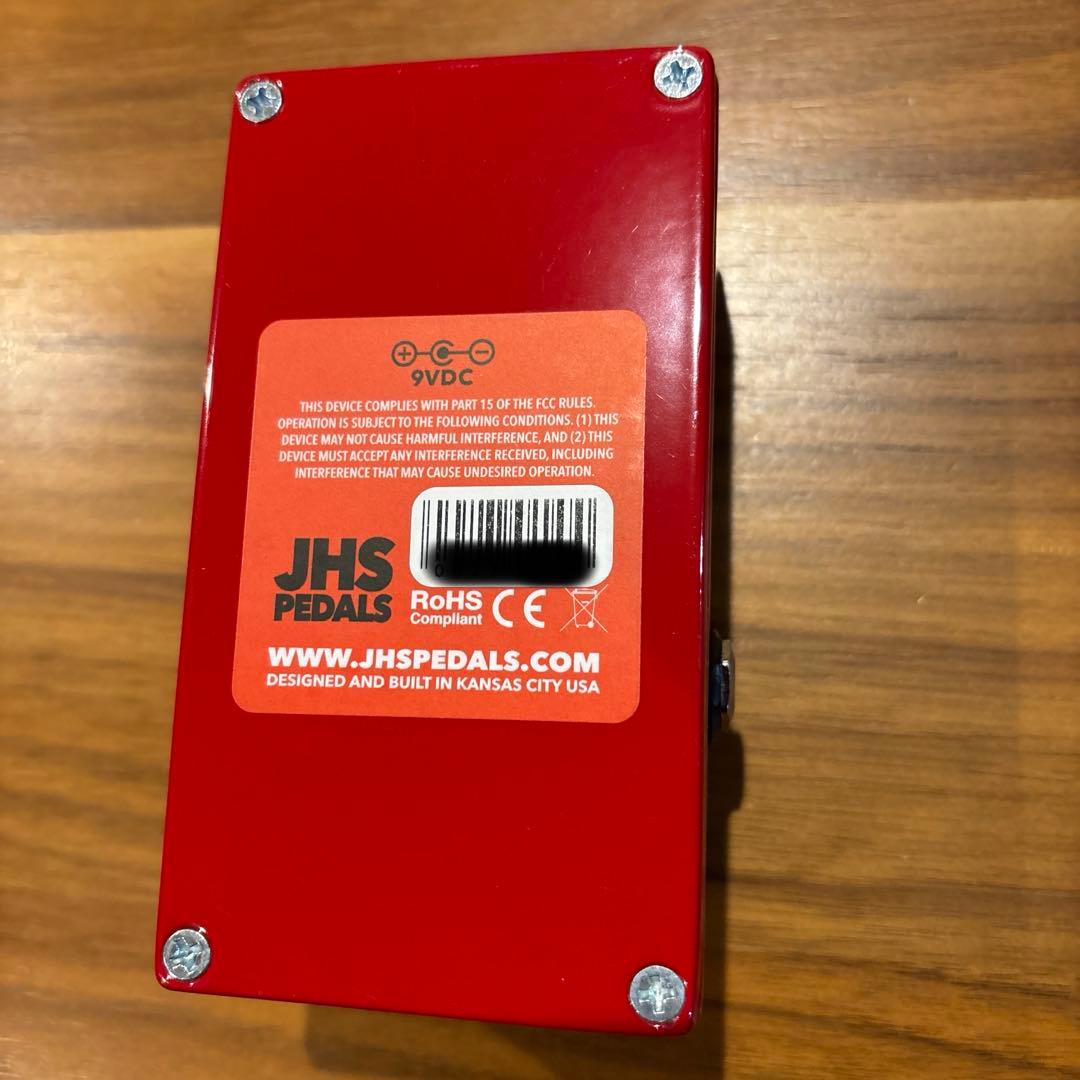 9VDC
THIS DEVICE COMPLIES WITH PART 15 OF THE FCC RULES.
OPERATION IS SUBJECT TO THE FOLLOWING CONDITIONS. (1) THIS
DEVICE MAY NOT CAUSE HARMFUL INTERFERENCE, AND (2) THIS
DEVICE MUST ACCEPT ANY INTERFERENCE RECEIVED, INCLUDING
INTERFERENCE THAT MAY CAUSE UNDESIRED OPERATION.
JHS
PEDALS
RoHS
Compliant
CE
WWW.JHSPEDALS.COM
DESIGNED AND BUILT IN KANSAS CITY USA